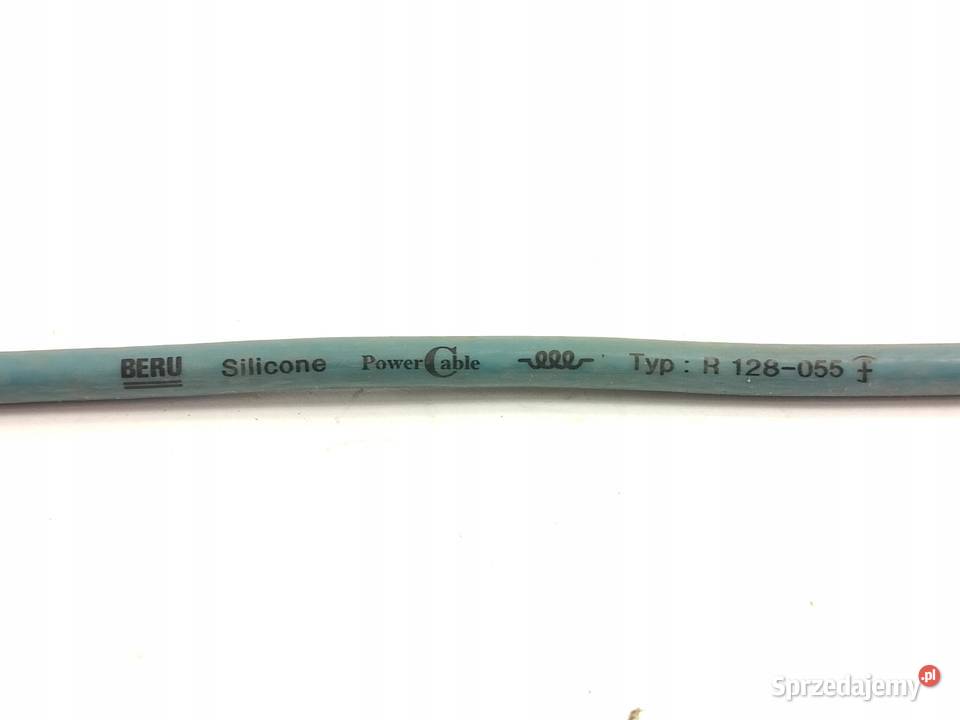 BERU Silicone PowerCable Typ : R 128-055
Sprzedajemy.pl